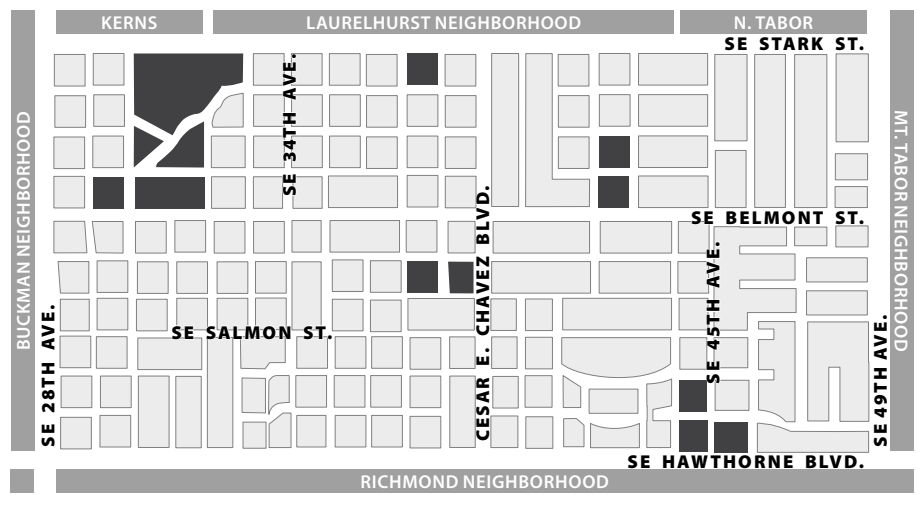 KERNS
LAURELHURST NEIGHBORHOOD
N. TABOR
SE STARK ST.
BUCKMAN NEIGHBORHOOD
SE 34TH AVE.
MT. TABOR NEIGHBORHOOD
SE BELMONT ST.
CESAR E. CHAVEZ BLVD.
SE 45TH AVE.
SE 28TH AVE.
SE SALMON ST.
SE 49TH AVE.
SE HAWTHORNE BLVD.
RICHMOND NEIGHBORHOOD